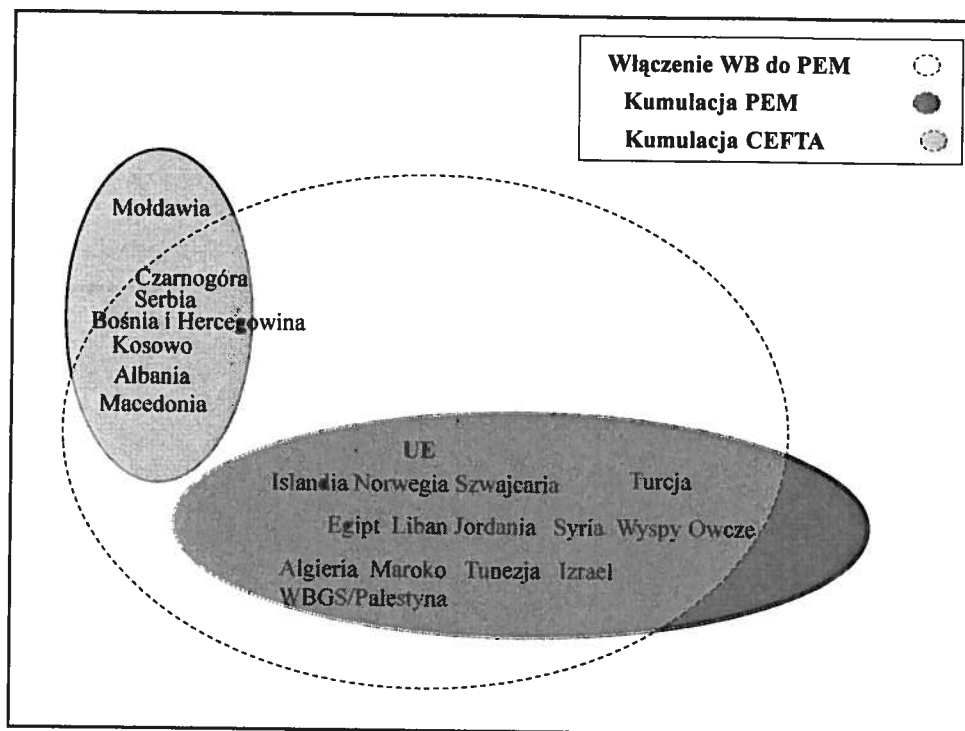 Włączenie WB do PEM
Kumulacja PEM
Kumulacja CEFTA
Mołdawia
Czarnogóra
Serbia
Bośnia i Hercegowina
Kosowo
Albania
Macedonia
UE
Islandia Norwegia Szwajcaria Turcja
Egipt Liban Jordania Syria Wyspy Owcze
Algieria Maroko Tunezja Izrael
WBGS/Palestyna